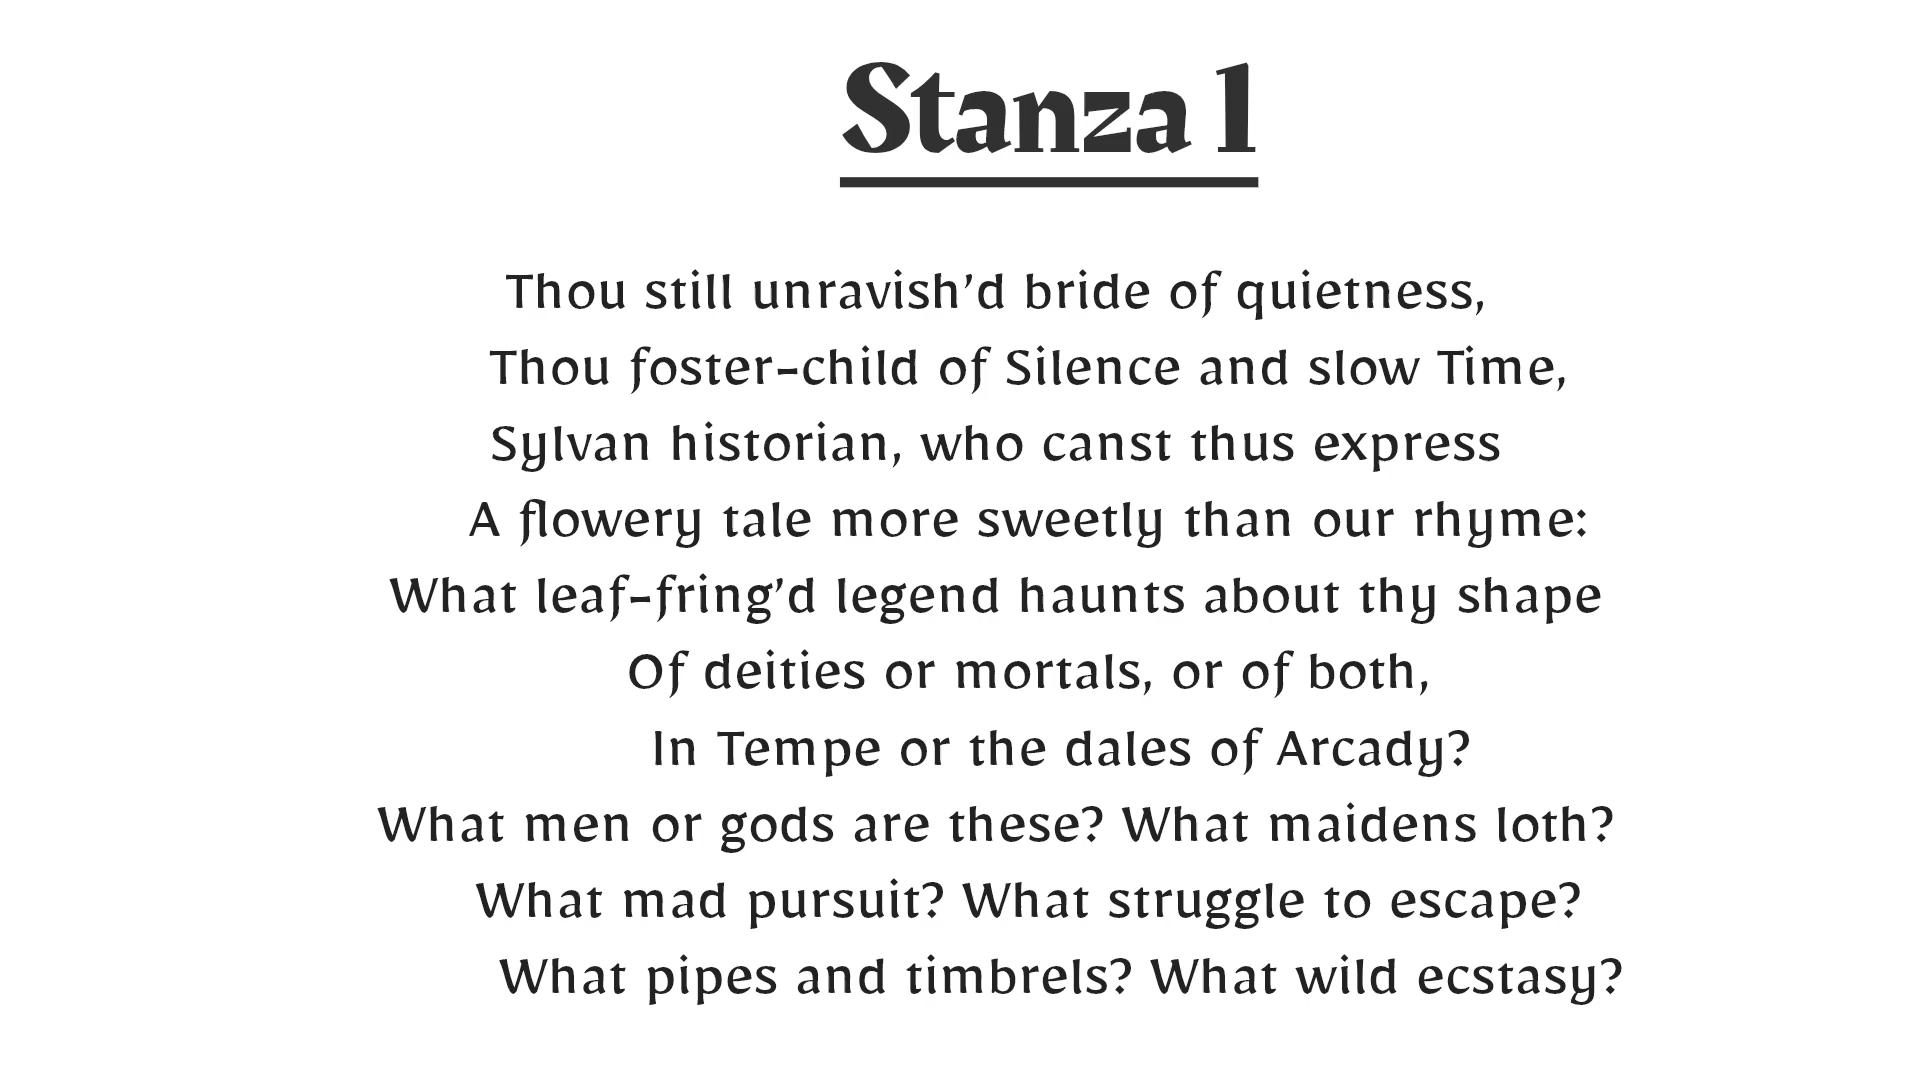 Stanza 1
Thou still unravish’d bride of quietness,
Thou foster-child of Silence and slow Time,
Sylvan historian, who canst thus express
A flowery tale more sweetly than our rhyme:
What leaf-fring’d legend haunts about thy shape
Of deities or mortals, or of both,
In Tempe or the dales of Arcady?
What men or gods are these? What maidens loth?
What mad pursuit? What struggle to escape?
What pipes and timbrels? What wild ecstasy?